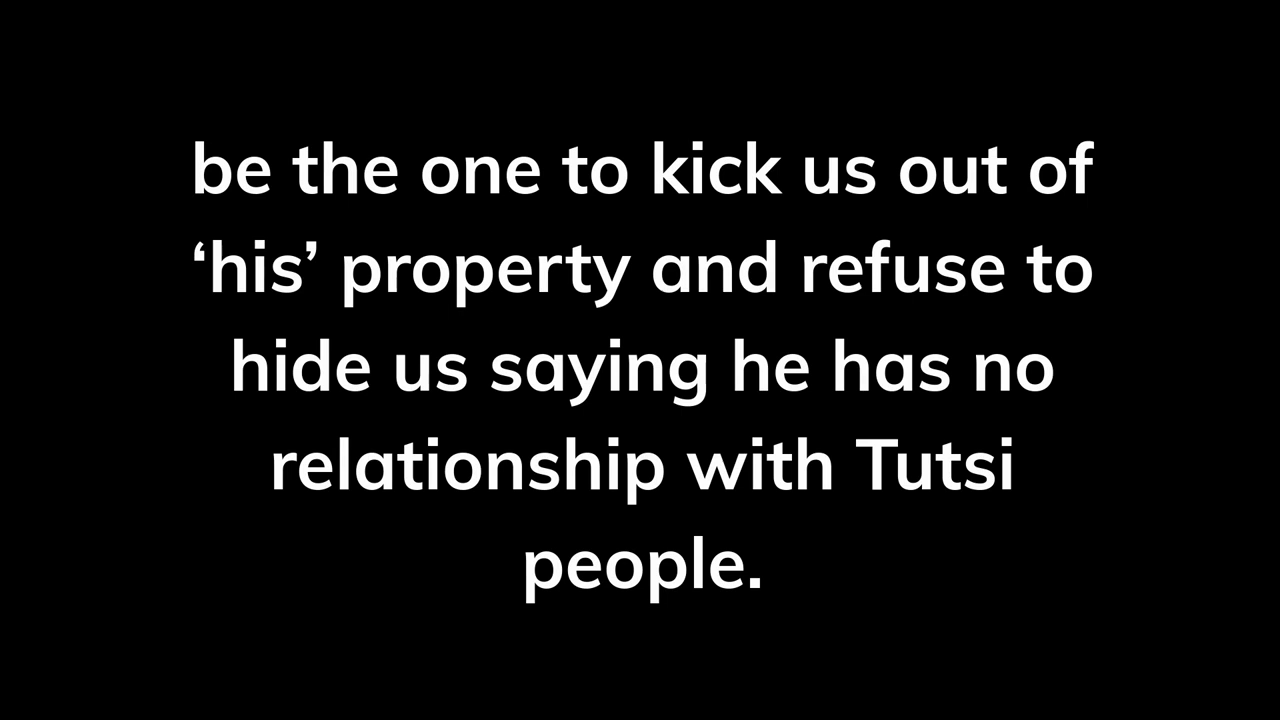 be the one to kick us out of
‘his’ property and refuse to
hide us saying he has no
relationship with Tutsi
people.